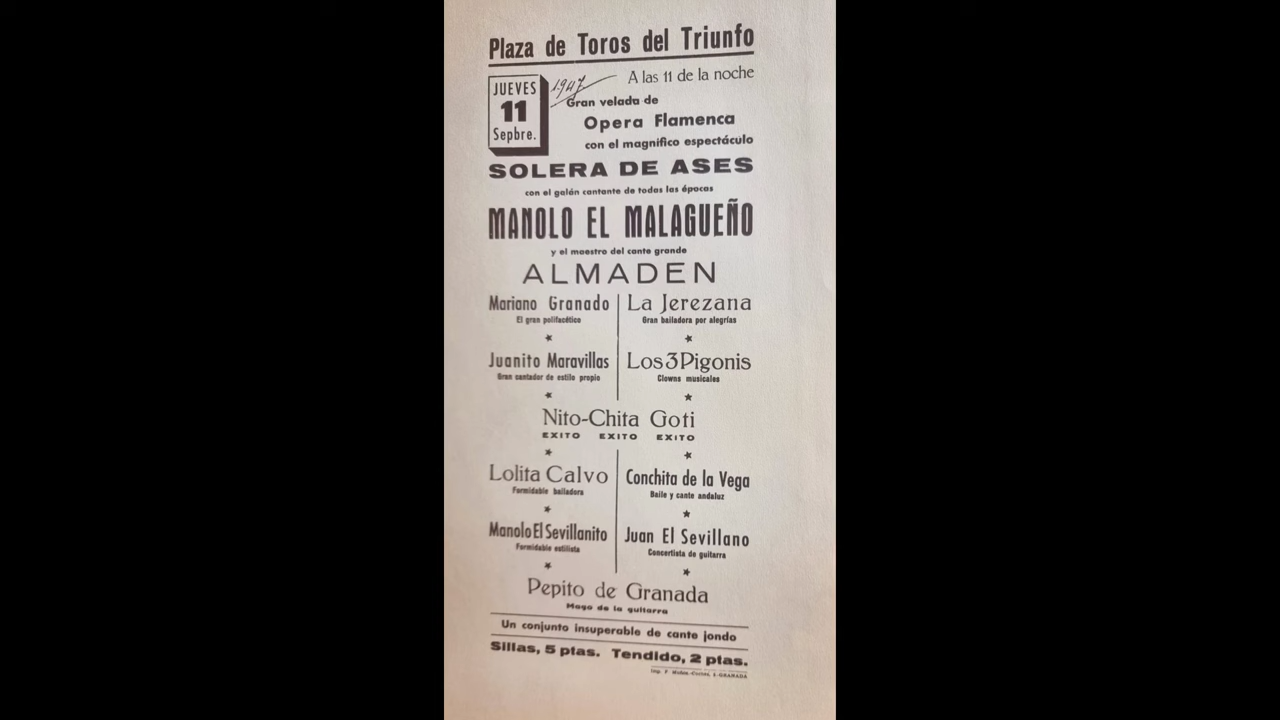 Plaza de Toros del Triunfo
JUEVES
11
Sepbre.
1947
A las 11 de la noche
Gran velada de
Opera Flamenca
con el magnífico espectáculo
SOLERA DE ASES
con el galán cantante de todas las épocas
MANOLO EL MALAGUEÑO
y el maestro del cante grande
ALMADEN
Mariano Granado
El gran polifacético
La Jerezana
Gran bailadora por alegrías
Juanito Maravillas
Gran cantador de estilo propio
Los 3 Pigonis
Clowns musicales
Nito-Chita Goti
EXITO EXITO EXITO
Lolita Calvo
Formidable bailadora
Conchita de la Vega
Baile y cante andaluz
Manolo El Sevillanito
Formidable estilista
Juan El Sevillano
Concertista de guitarra
Pepito de Granada
Mago de la guitarra
Un conjunto insuperable de cante jondo
Sillas, 5 ptas. Tendido, 2 ptas.
Imp. F. GRANADA